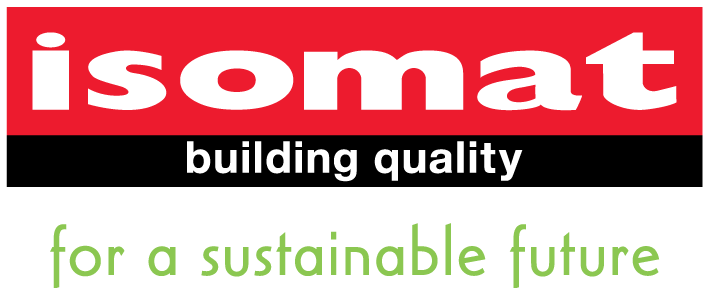 isomat
building quality
for a sustainable future